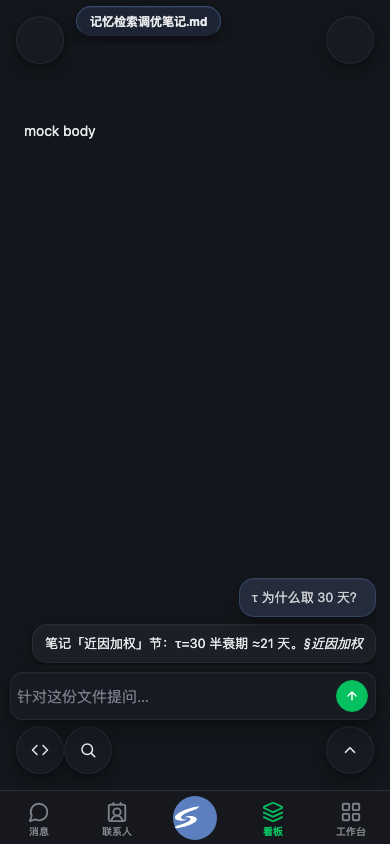 记忆检索调优笔记.md
mock body
τ 为什么取 30 天?
笔记「近因加权」节：τ=30 半衰期 ≈21 天。§近因加权
针对这份文件提问...
消息
联系人
看板
工作台